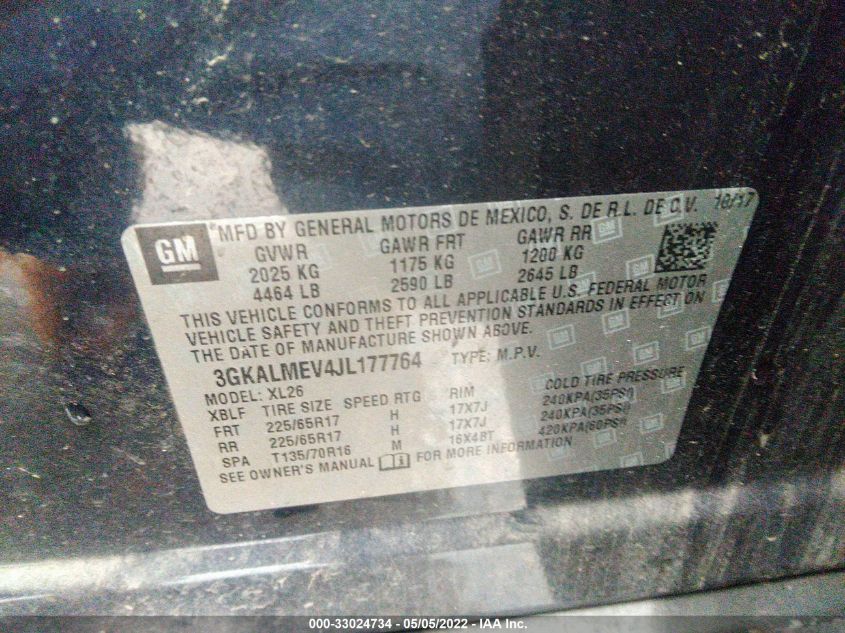 GM
MFD BY GENERAL MOTORS DE MEXICO, S. DE R.L. DE C.V. 10/17
GVWR GAWR FRT GAWR RR
2025 KG 1175 KG 1200 KG
4464 LB 2590 LB 2645 LB
THIS VEHICLE CONFORMS TO ALL APPLICABLE U.S. FEDERAL MOTOR
VEHICLE SAFETY AND THEFT PREVENTION STANDARDS IN EFFECT ON
THE DATE OF MANUFACTURE SHOWN ABOVE.
3GKALMEV4JL177764 TYPE: M.P.V.
MODEL: XL26
XBLF TIRE SIZE SPEED RTG RIM COLD TIRE PRESSURE
FRT 225/65R17 H 17X7J 240KPA(35PSI)
RR 225/65R17 H 17X7J 240KPA(35PSI)
SPA T135/70R16 M 16X4BT 420KPA(60PSI)
SEE OWNER'S MANUAL FOR MORE INFORMATION.
000-33024734 - 05/05/2022 - IAA Inc.